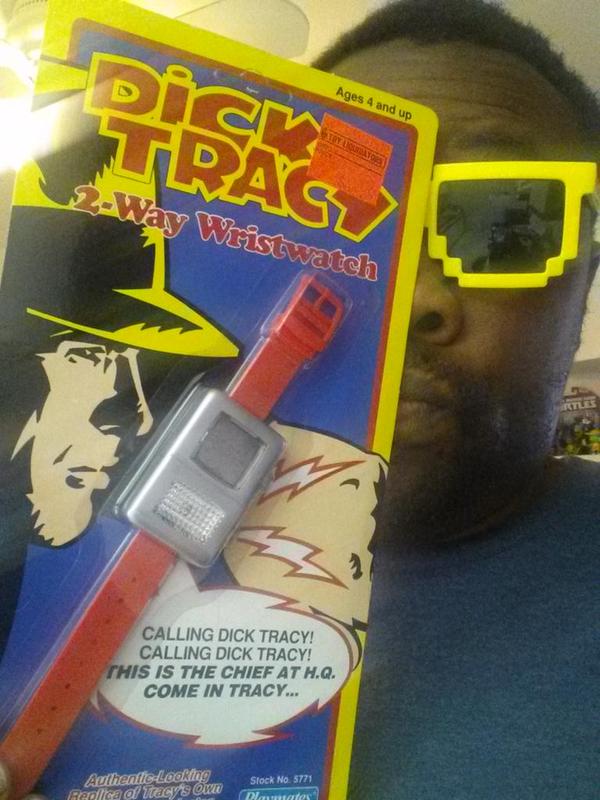 Ages 4 and up
DICK
TRACY
TOY LIQUIDATORS
2-Way Wristwatch
TURTLES
CALLING DICK TRACY!
CALLING DICK TRACY!
THIS IS THE CHIEF AT H.Q.
COME IN TRACY...
Authentic-Looking
Replica of Tracy's Own
Stock No. 5771
Playmates